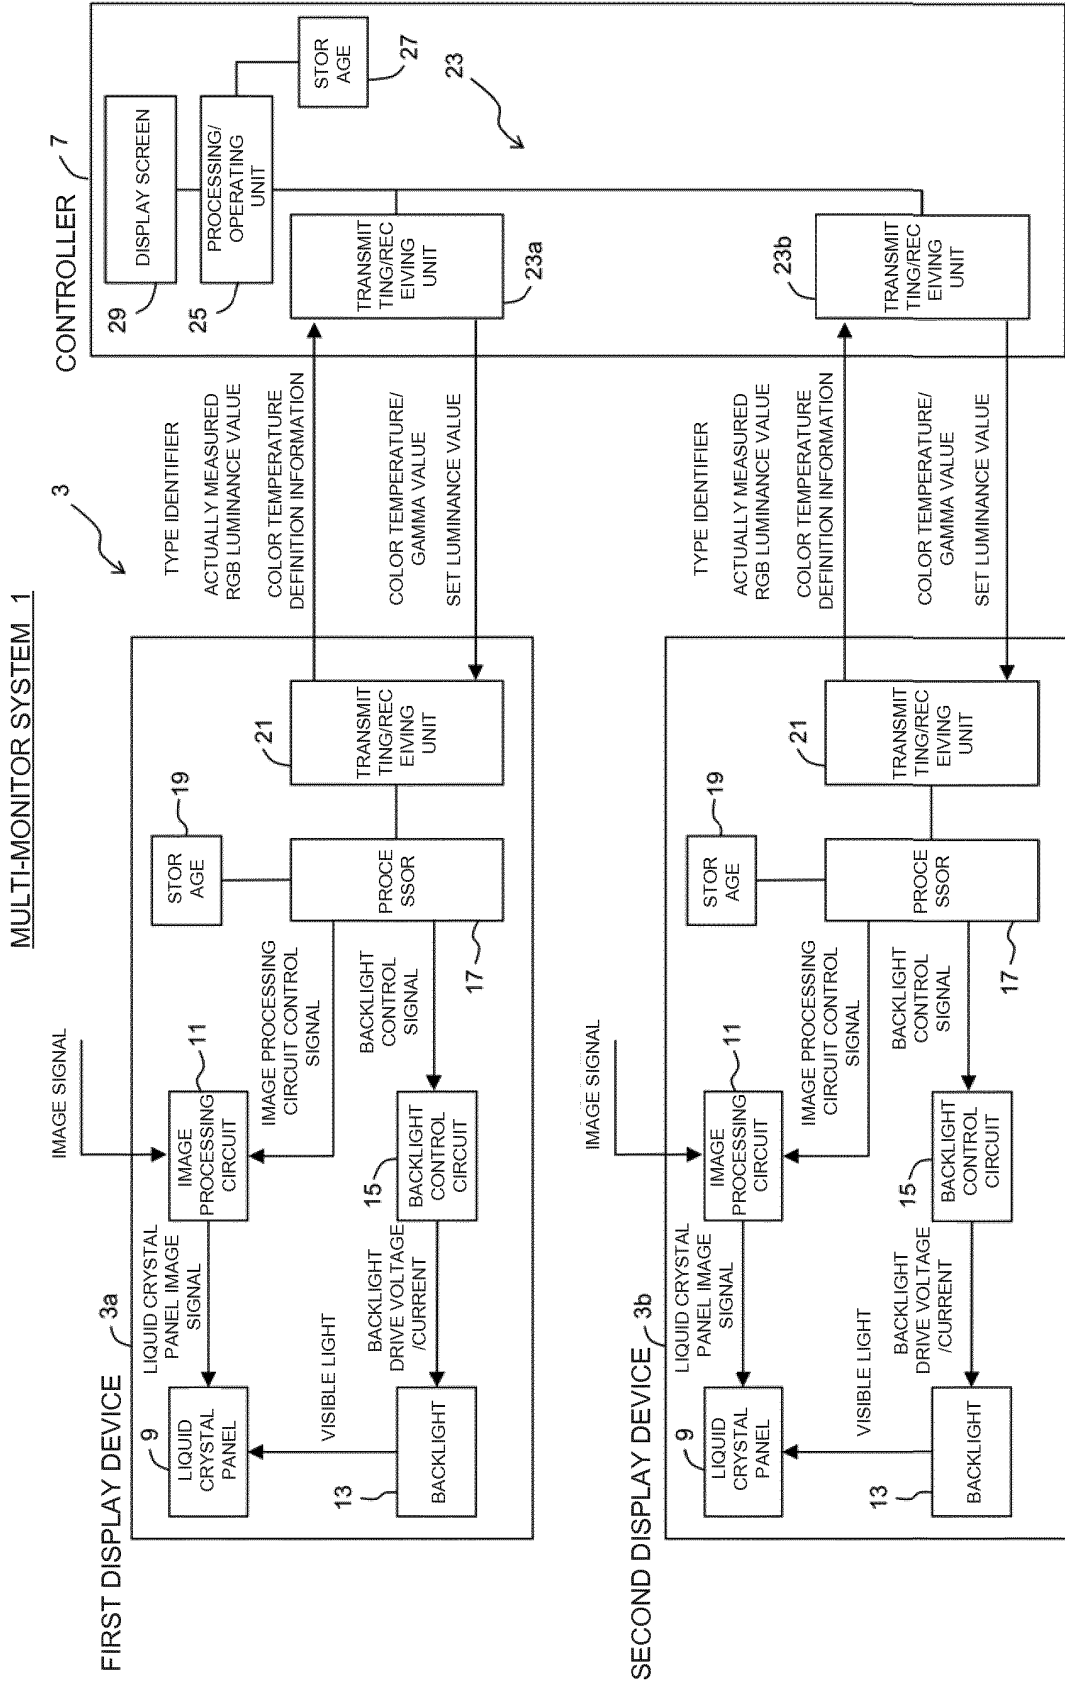 MULTI-MONITOR SYSTEM 1
3
FIRST DISPLAY DEVICE
3a
IMAGE SIGNAL
9
LIQUID
CRYSTAL
PANEL
LIQUID CRYSTAL
PANEL IMAGE
SIGNAL
11
IMAGE
PROCESSING
CIRCUIT
IMAGE PROCESSING
CIRCUIT CONTROL
SIGNAL
19
STOR
AGE
VISIBLE LIGHT
13
BACKLIGHT
BACKLIGHT
DRIVE VOLTAGE
/CURRENT
15
BACKLIGHT
CONTROL
CIRCUIT
BACKLIGHT
CONTROL
SIGNAL
17
PROCE
SSOR
21
TRANSMIT
TING/REC
EIVING
UNIT
TYPE IDENTIFIER
ACTUALLY MEASURED
RGB LUMINANCE VALUE
COLOR TEMPERATURE
DEFINITION INFORMATION
COLOR TEMPERATURE/
GAMMA VALUE
SET LUMINANCE VALUE
CONTROLLER
7
29
DISPLAY SCREEN
25
PROCESSING/
OPERATING
UNIT
STOR
AGE
27
23
TRANSMIT
TING/REC
EIVING
UNIT
23a
SECOND DISPLAY DEVICE
3b
IMAGE SIGNAL
9
LIQUID
CRYSTAL
PANEL
LIQUID CRYSTAL
PANEL IMAGE
SIGNAL
11
IMAGE
PROCESSING
CIRCUIT
IMAGE PROCESSING
CIRCUIT CONTROL
SIGNAL
19
STOR
AGE
VISIBLE LIGHT
13
BACKLIGHT
BACKLIGHT
DRIVE VOLTAGE
/CURRENT
15
BACKLIGHT
CONTROL
CIRCUIT
BACKLIGHT
CONTROL
SIGNAL
17
PROCE
SSOR
21
TRANSMIT
TING/REC
EIVING
UNIT
TYPE IDENTIFIER
ACTUALLY MEASURED
RGB LUMINANCE VALUE
COLOR TEMPERATURE
DEFINITION INFORMATION
COLOR TEMPERATURE/
GAMMA VALUE
SET LUMINANCE VALUE
23b
TRANSMIT
TING/REC
EIVING
UNIT